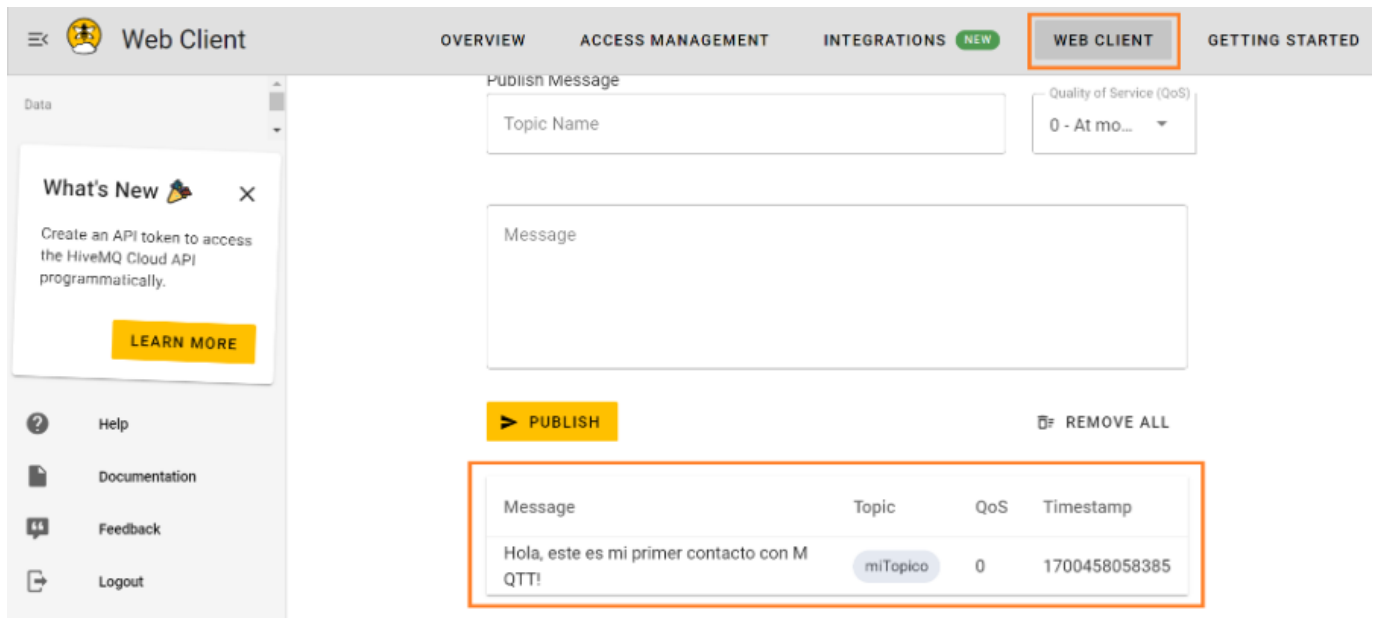 Web Client
OVERVIEW
ACCESS MANAGEMENT
INTEGRATIONS NEW
WEB CLIENT
GETTING STARTED
Data
What's New
Create an API token to access
the HiveMQ Cloud API
programmatically.
LEARN MORE
Help
Documentation
Feedback
Logout
Publish Message
Topic Name
Quality of Service (QoS)
0 - At mo...
Message
PUBLISH
REMOVE ALL
Message Topic QoS Timestamp
Hola, este es mi primer contacto con M
QTT!
miTopico 0 1700458058385